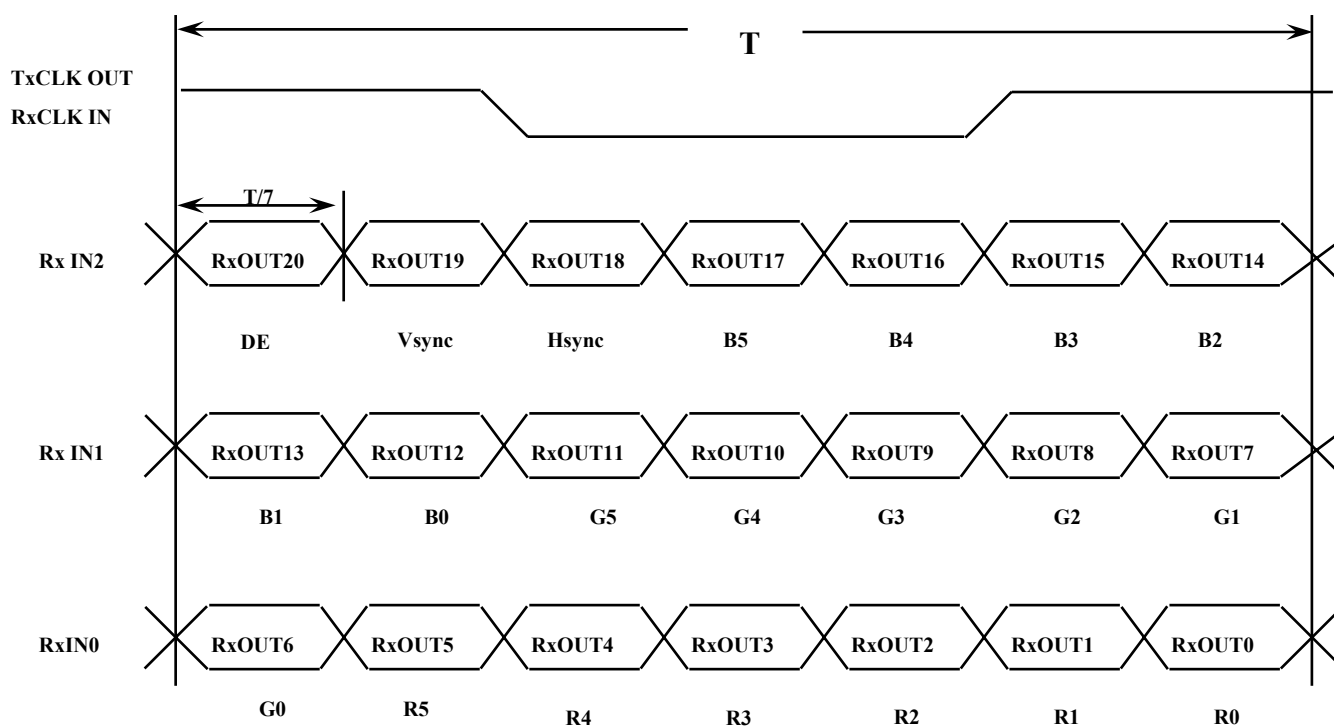 T
TxCLK OUT
RxCLK IN
T/7
Rx IN2 RxOUT20 RxOUT19 RxOUT18 RxOUT17 RxOUT16 RxOUT15 RxOUT14
DE Vsync Hsync B5 B4 B3 B2
Rx IN1 RxOUT13 RxOUT12 RxOUT11 RxOUT10 RxOUT9 RxOUT8 RxOUT7
B1 B0 G5 G4 G3 G2 G1
RxIN0 RxOUT6 RxOUT5 RxOUT4 RxOUT3 RxOUT2 RxOUT1 RxOUT0
G0 R5 R4 R3 R2 R1 R0